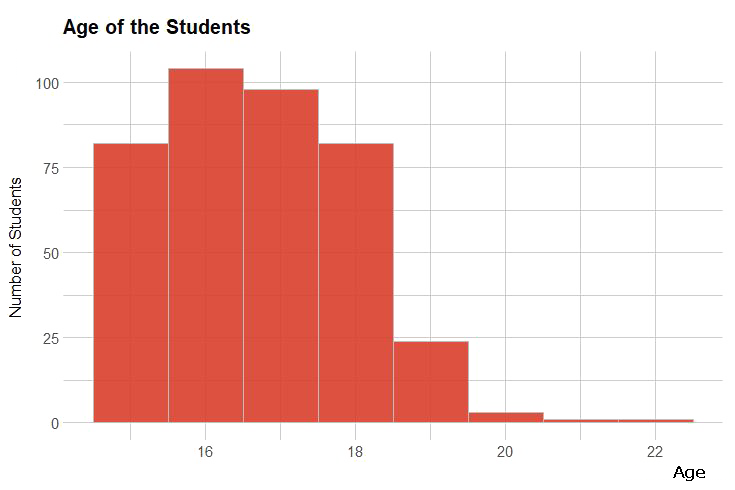 Age of the Students
Number of Students
100
75
50
25
0
16 18 20 22
Age